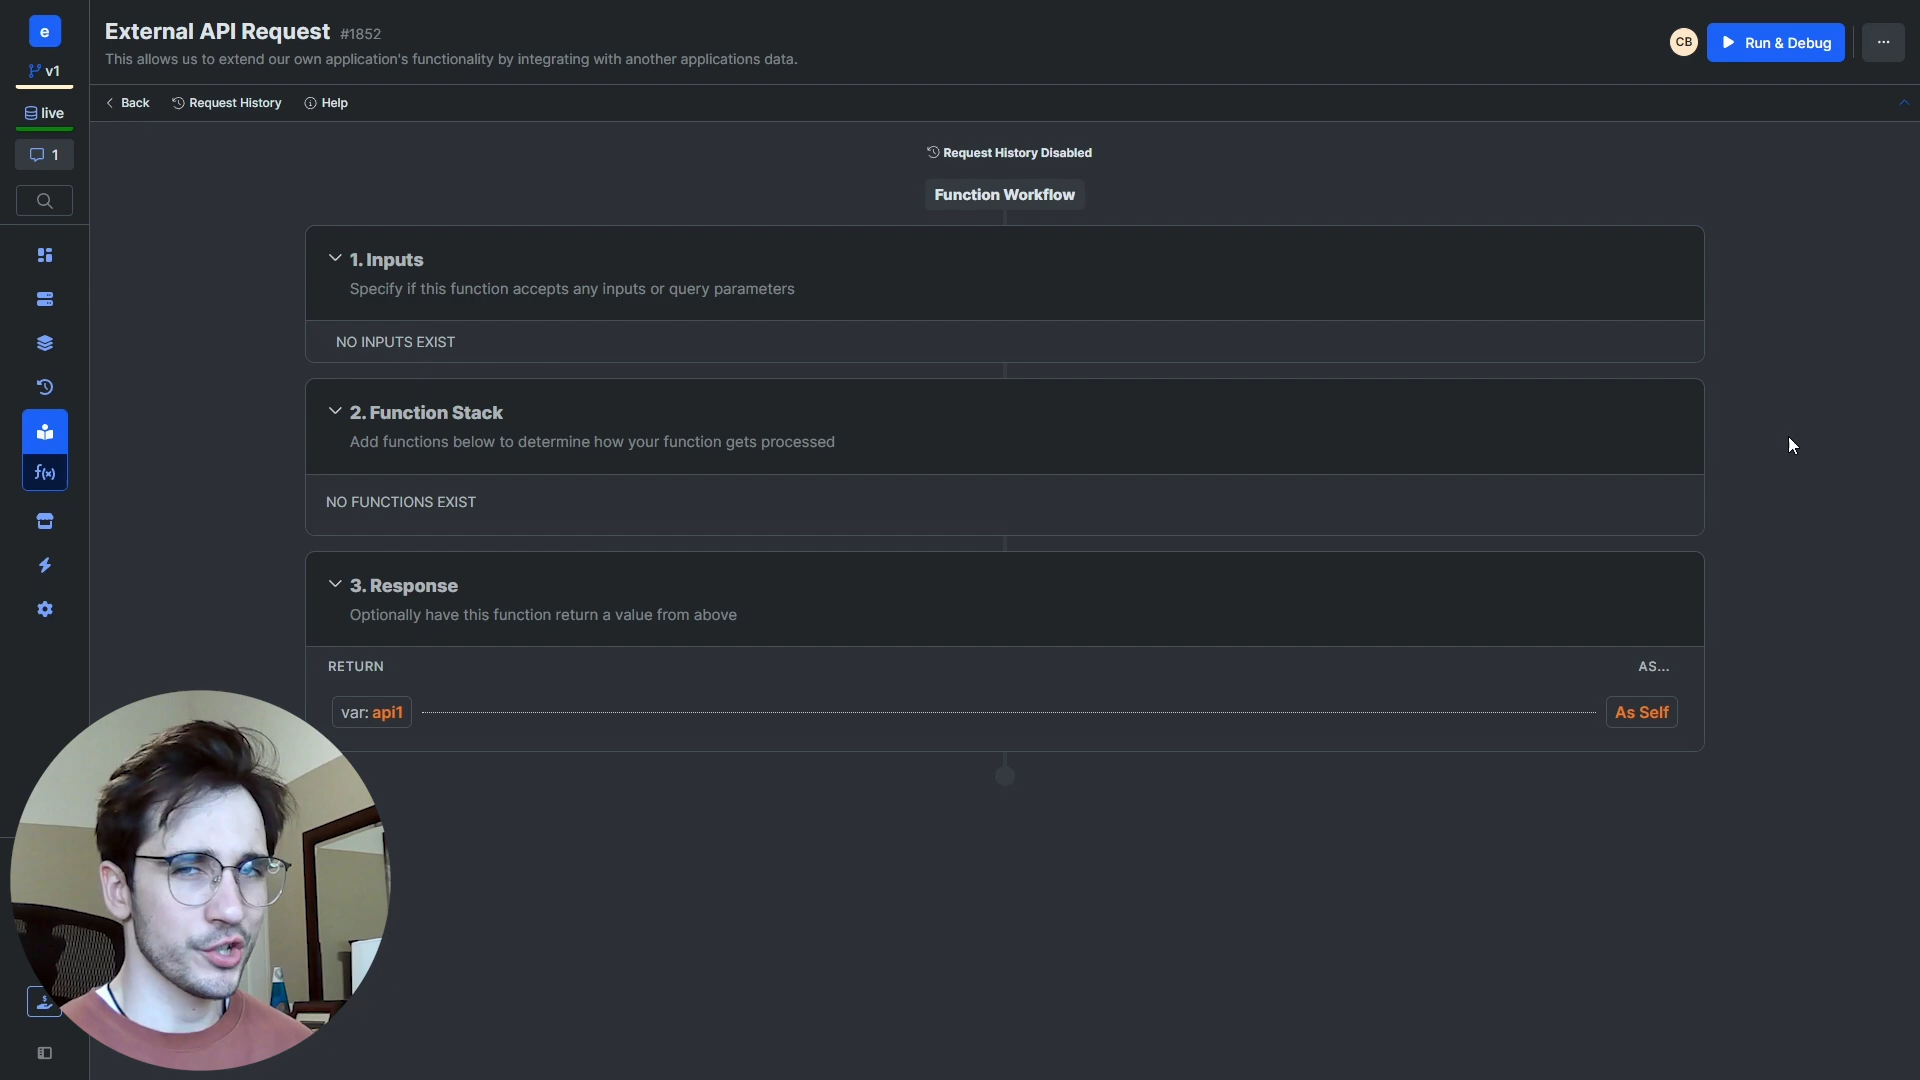 e
External API Request #1852
This allows us to extend our own application's functionality by integrating with another applications data.
CB
Run & Debug
v1
live
1
Back
Request History
Help
Request History Disabled
Function Workflow
1. Inputs
Specify if this function accepts any inputs or query parameters
NO INPUTS EXIST
2. Function Stack
Add functions below to determine how your function gets processed
NO FUNCTIONS EXIST
f(x)
3. Response
Optionally have this function return a value from above
RETURN AS...
var: api1 As Self